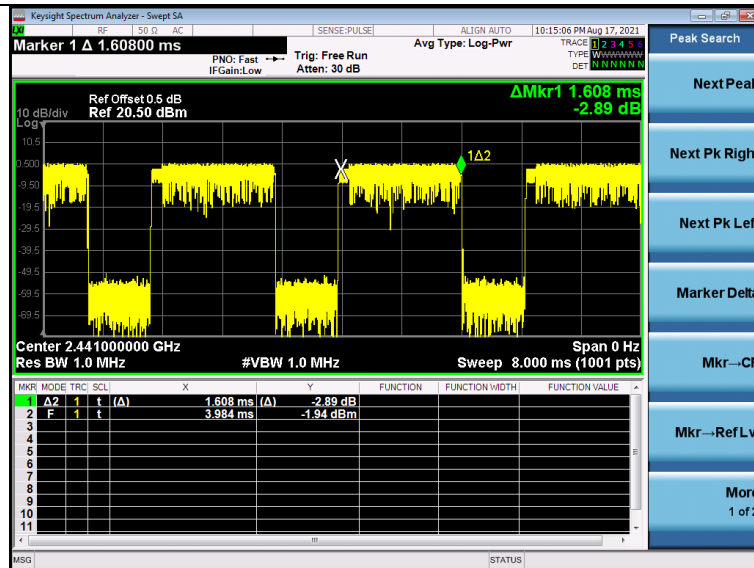 Keysight Spectrum Analyzer - Swept SA
LXI RF 50 Ω AC SENSE:PULSE ALIGN AUTO 10:15:06 PM Aug 17, 2021
Marker 1 Δ 1.60800 ms
PNO: Fast
IFGain:Low
Trig: Free Run
Atten: 30 dB
Avg Type: Log-Pwr
TRACE 1 2 3 4 5 6
TYPE WWWWWW
DET N N N N N N
Peak Search
Next Peak
Next Pk Righ
Next Pk Lef
Marker Delta
Mkr→CF
Mkr→Ref Lv
More
1 of 2
ΔMkr1 1.608 ms
-2.89 dB
Ref Offset 0.5 dB
10 dB/div Ref 20.50 dBm
Log
10.5
0.500
-9.50
-19.5
-29.5
-39.5
-49.5
-59.5
-69.5
X
1Δ2
Center 2.441000000 GHz Span 0 Hz
Res BW 1.0 MHz #VBW 1.0 MHz Sweep 8.000 ms (1001 pts)
MKR MODE TRC SCL X Y FUNCTION FUNCTION WIDTH FUNCTION VALUE
1 Δ2 1 t (Δ) 1.608 ms (Δ) -2.89 dB
2 F 1 t 3.984 ms -1.94 dBm
3
4
5
6
7
8
9
10
11
MSG STATUS